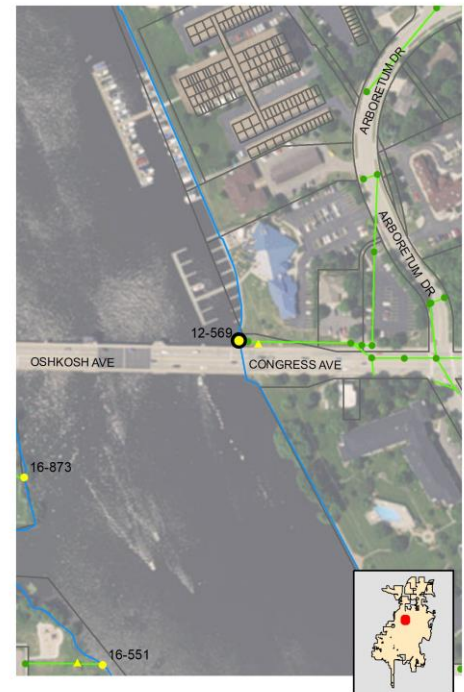 ARBORETUM DR
ARBORETUM DR
12-569
OSHKOSH AVE
CONGRESS AVE
16-873
16-551